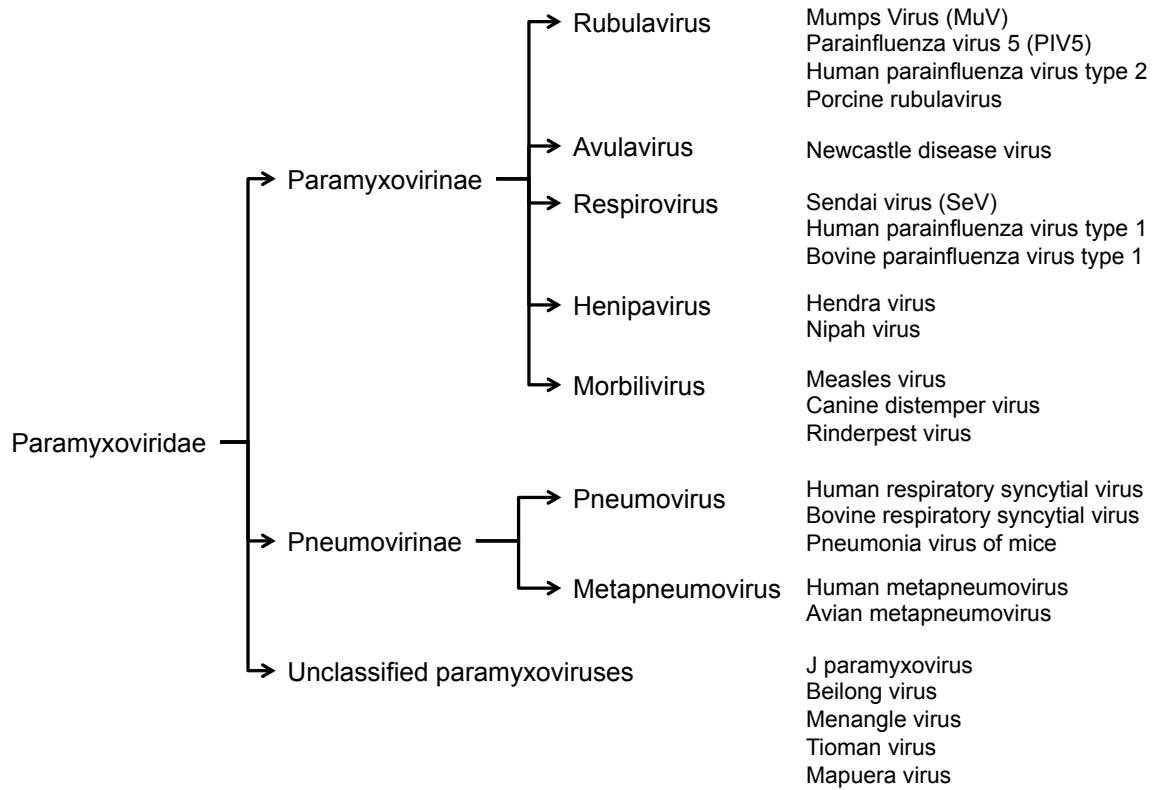 Rubulavirus
Mumps Virus (MuV)
Parainfluenza virus 5 (PIV5)
Human parainfluenza virus type 2
Porcine rubulavirus
Avulavirus
Newcastle disease virus
Paramyxovirinae
Respirovirus
Sendai virus (SeV)
Human parainfluenza virus type 1
Bovine parainfluenza virus type 1
Henipavirus
Hendra virus
Nipah virus
Morbilivirus
Measles virus
Canine distemper virus
Rinderpest virus
Paramyxoviridae
Pneumovirus
Human respiratory syncytial virus
Bovine respiratory syncytial virus
Pneumonia virus of mice
Pneumovirinae
Metapneumovirus
Human metapneumovirus
Avian metapneumovirus
Unclassified paramyxoviruses
J paramyxovirus
Beilong virus
Menangle virus
Tioman virus
Mapuera virus